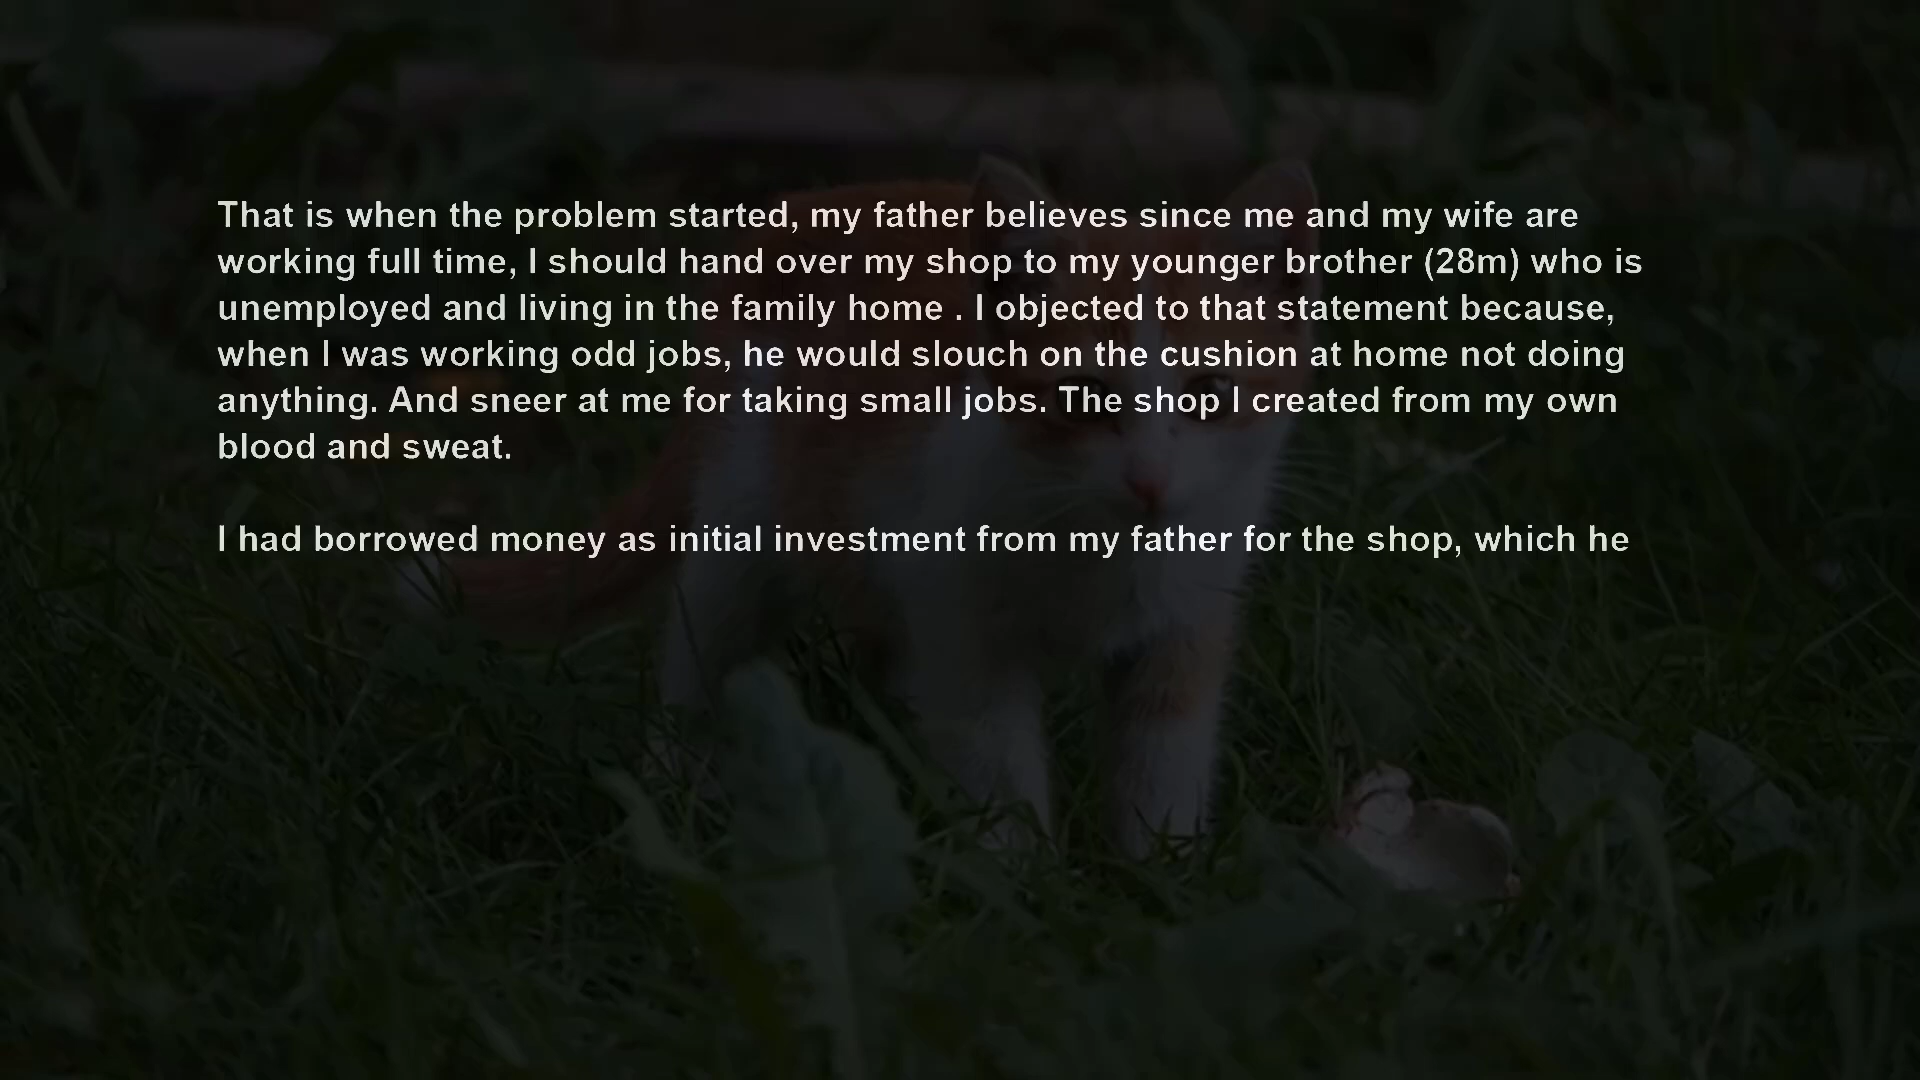 That is when the problem started, my father believes since me and my wife are
working full time, I should hand over my shop to my younger brother (28m) who is
unemployed and living in the family home . I objected to that statement because,
when I was working odd jobs, he would slouch on the cushion at home not doing
anything. And sneer at me for taking small jobs. The shop I created from my own
blood and sweat.
I had borrowed money as initial investment from my father for the shop, which he